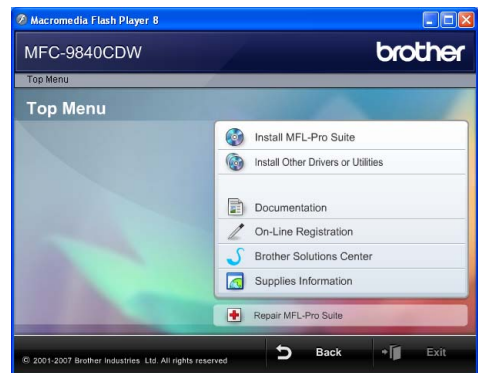 Macromedia Flash Player 8
MFC-9840CDW
brother
Top Menu
Top Menu
Install MFL-Pro Suite
Install Other Drivers or Utilities
Documentation
On-Line Registration
Brother Solutions Center
Supplies Information
Repair MFL-Pro Suite
© 2001-2007 Brother Industries Ltd. All rights reserved
Back
Exit